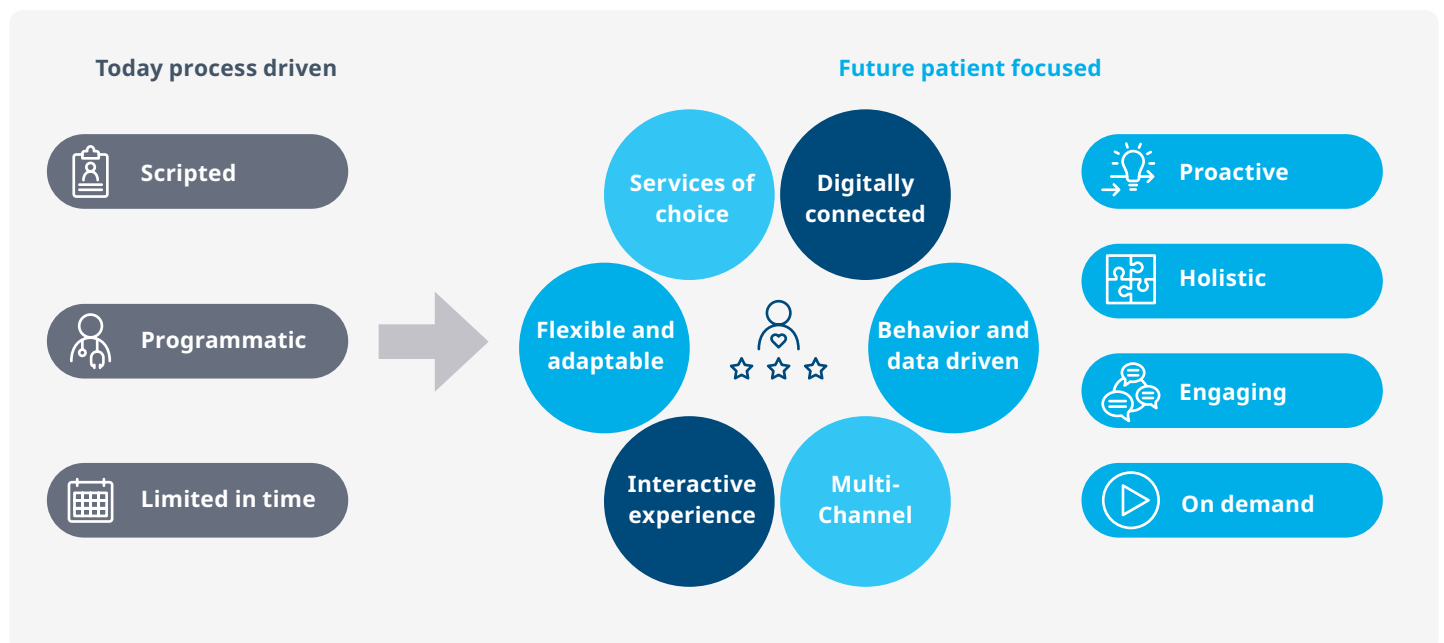 Today process driven
Future patient focused
Scripted
Programmatic
Limited in time
Services of
choice
Digitally
connected
Flexible and
adaptable
Behavior and
data driven
Interactive
experience
Multi-
Channel
Proactive
Holistic
Engaging
On demand